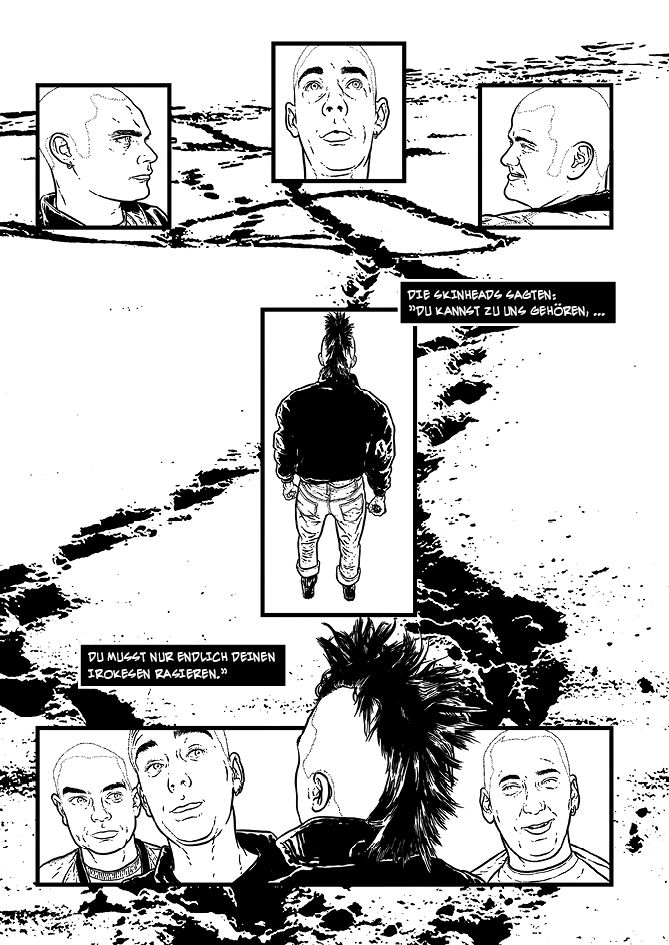 DIE SKINHEADS SAGTEN:
"DU KANNST ZU UNS GEHÖREN, ...
DU MUSST NUR ENDLICH DEINEN
IROKESEN RASIEREN."